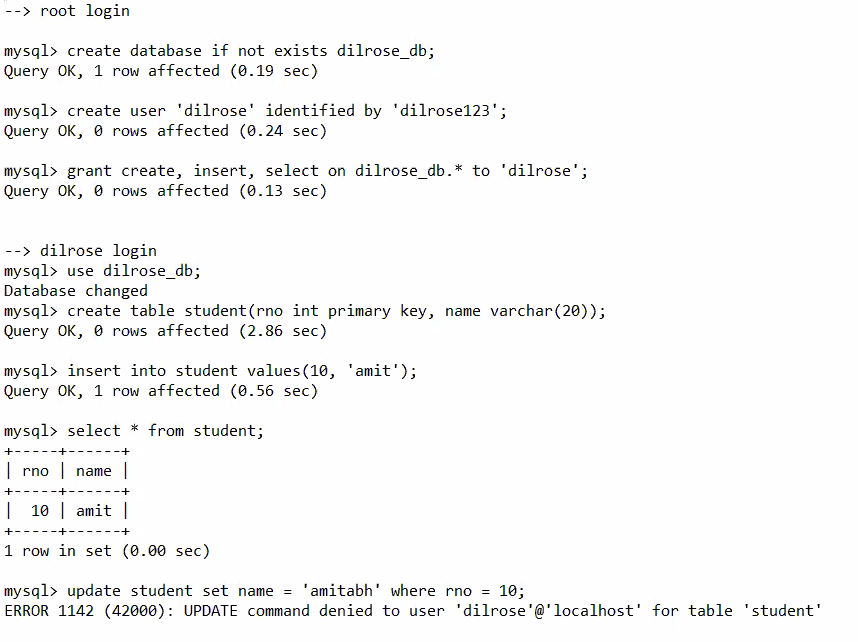 --> root login
mysql> create database if not exists dilrose_db;
Query OK, 1 row affected (0.19 sec)
mysql> create user 'dilrose' identified by 'dilrose123';
Query OK, 0 rows affected (0.24 sec)
mysql> grant create, insert, select on dilrose_db.* to 'dilrose';
Query OK, 0 rows affected (0.13 sec)
--> dilrose login
mysql> use dilrose_db;
Database changed
mysql> create table student(rno int primary key, name varchar(20));
Query OK, 0 rows affected (2.86 sec)
mysql> insert into student values(10, 'amit');
Query OK, 1 row affected (0.56 sec)
mysql> select * from student;
+-----+------+
| rno | name |
+-----+------+
|  10 | amit |
+-----+------+
1 row in set (0.00 sec)
mysql> update student set name = 'amitabh' where rno = 10;
ERROR 1142 (42000): UPDATE command denied to user 'dilrose'@'localhost' for table 'student'